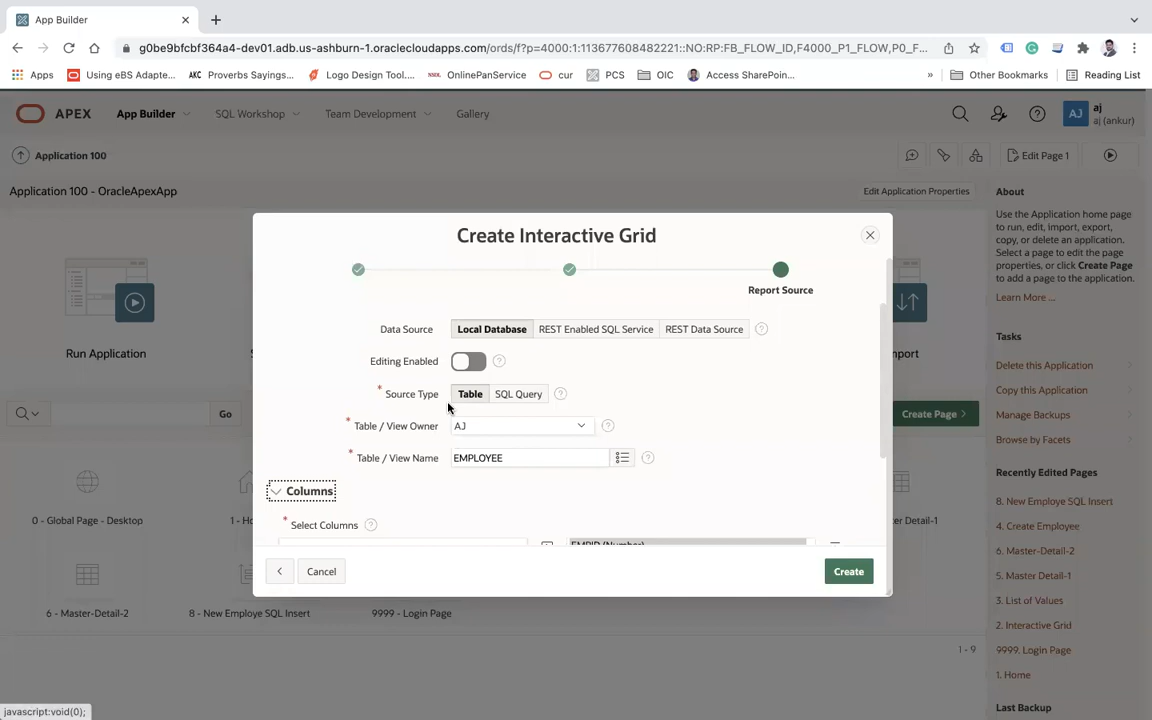 App Builder
g0be9bfcbf364a4-dev01.adb.us-ashburn-1.oraclecloudapps.com/ords/f?p=4000:1:113677608482221::NO:RP:FB_FLOW_ID,F4000_P1_FLOW,P0_F...
Apps
Using eBS Adapte...
AKC Proverbs Sayings...
Logo Design Tool....
OnlinePanService
cur
PCS
OIC
Access SharePoin...
»
Other Bookmarks
Reading List
APEX
App Builder
SQL Workshop
Team Development
Gallery
AJ
aj
aj (ankur)
Application 100
Edit Page 1
Application 100 - OracleApexApp
Edit Application Properties
About
Use the Application home page
to run, edit, import, export,
copy, or delete an application.
Select a page to edit the page
properties, or click Create Page
to add a page to the application.
Learn More ...
Run Application
S
port
Create Interactive Grid
Report Source
Data Source
Local Database
REST Enabled SQL Service
REST Data Source
Editing Enabled
* Source Type
Table
SQL Query
* Table / View Owner
AJ
* Table / View Name
EMPLOYEE
Columns
* Select Columns
EMPID (Number)
Cancel
Create
Go
Create Page
Tasks
Delete this Application
Copy this Application
Manage Backups
Browse by Facets
Recently Edited Pages
8. New Employe SQL Insert
4. Create Employee
6. Master-Detail-2
5. Master Detail-1
3. List of Values
2. Interactive Grid
9999. Login Page
1. Home
Last Backup
0 - Global Page - Desktop
1 - Ho
er Detail-1
6 - Master-Detail-2
8 - New Employe SQL Insert
9999 - Login Page
1 - 9
javascript:void(0);